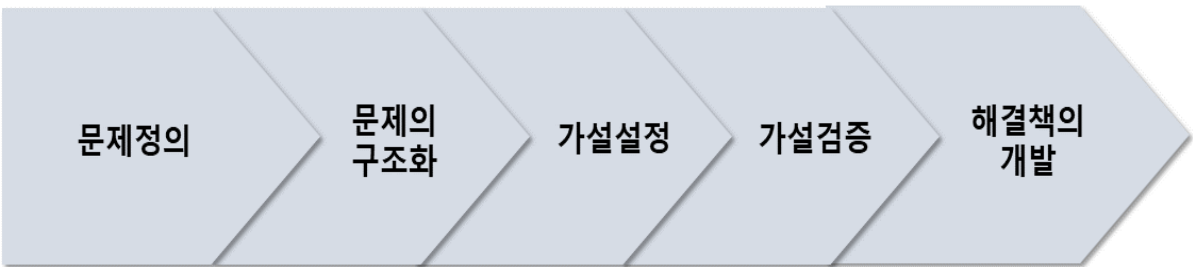 문제정의
문제의
구조화
가설설정
가설검증
해결책의
개발